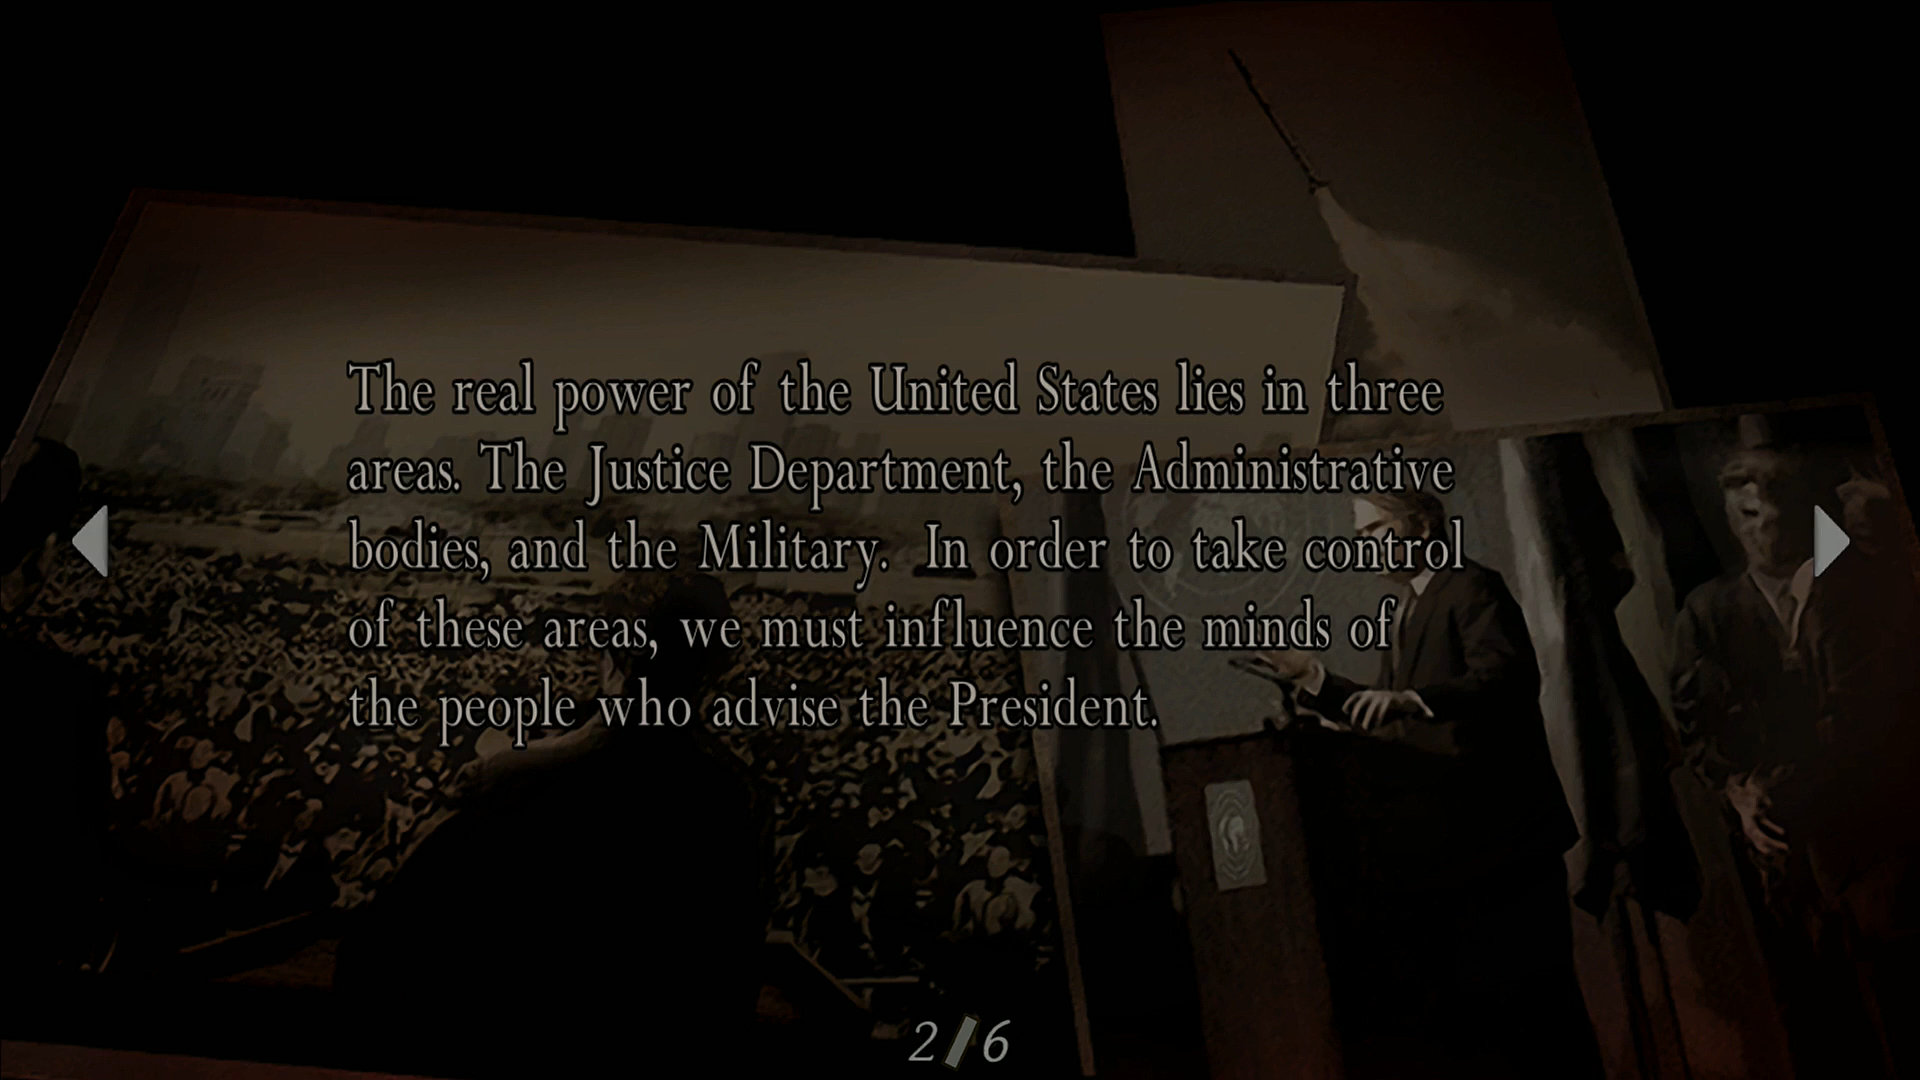 The real power of the United States lies in three
areas. The Justice Department, the Administrative
bodies, and the Military.  In order to take control
of these areas, we must influence the minds of
the people who advise the President.
2/6